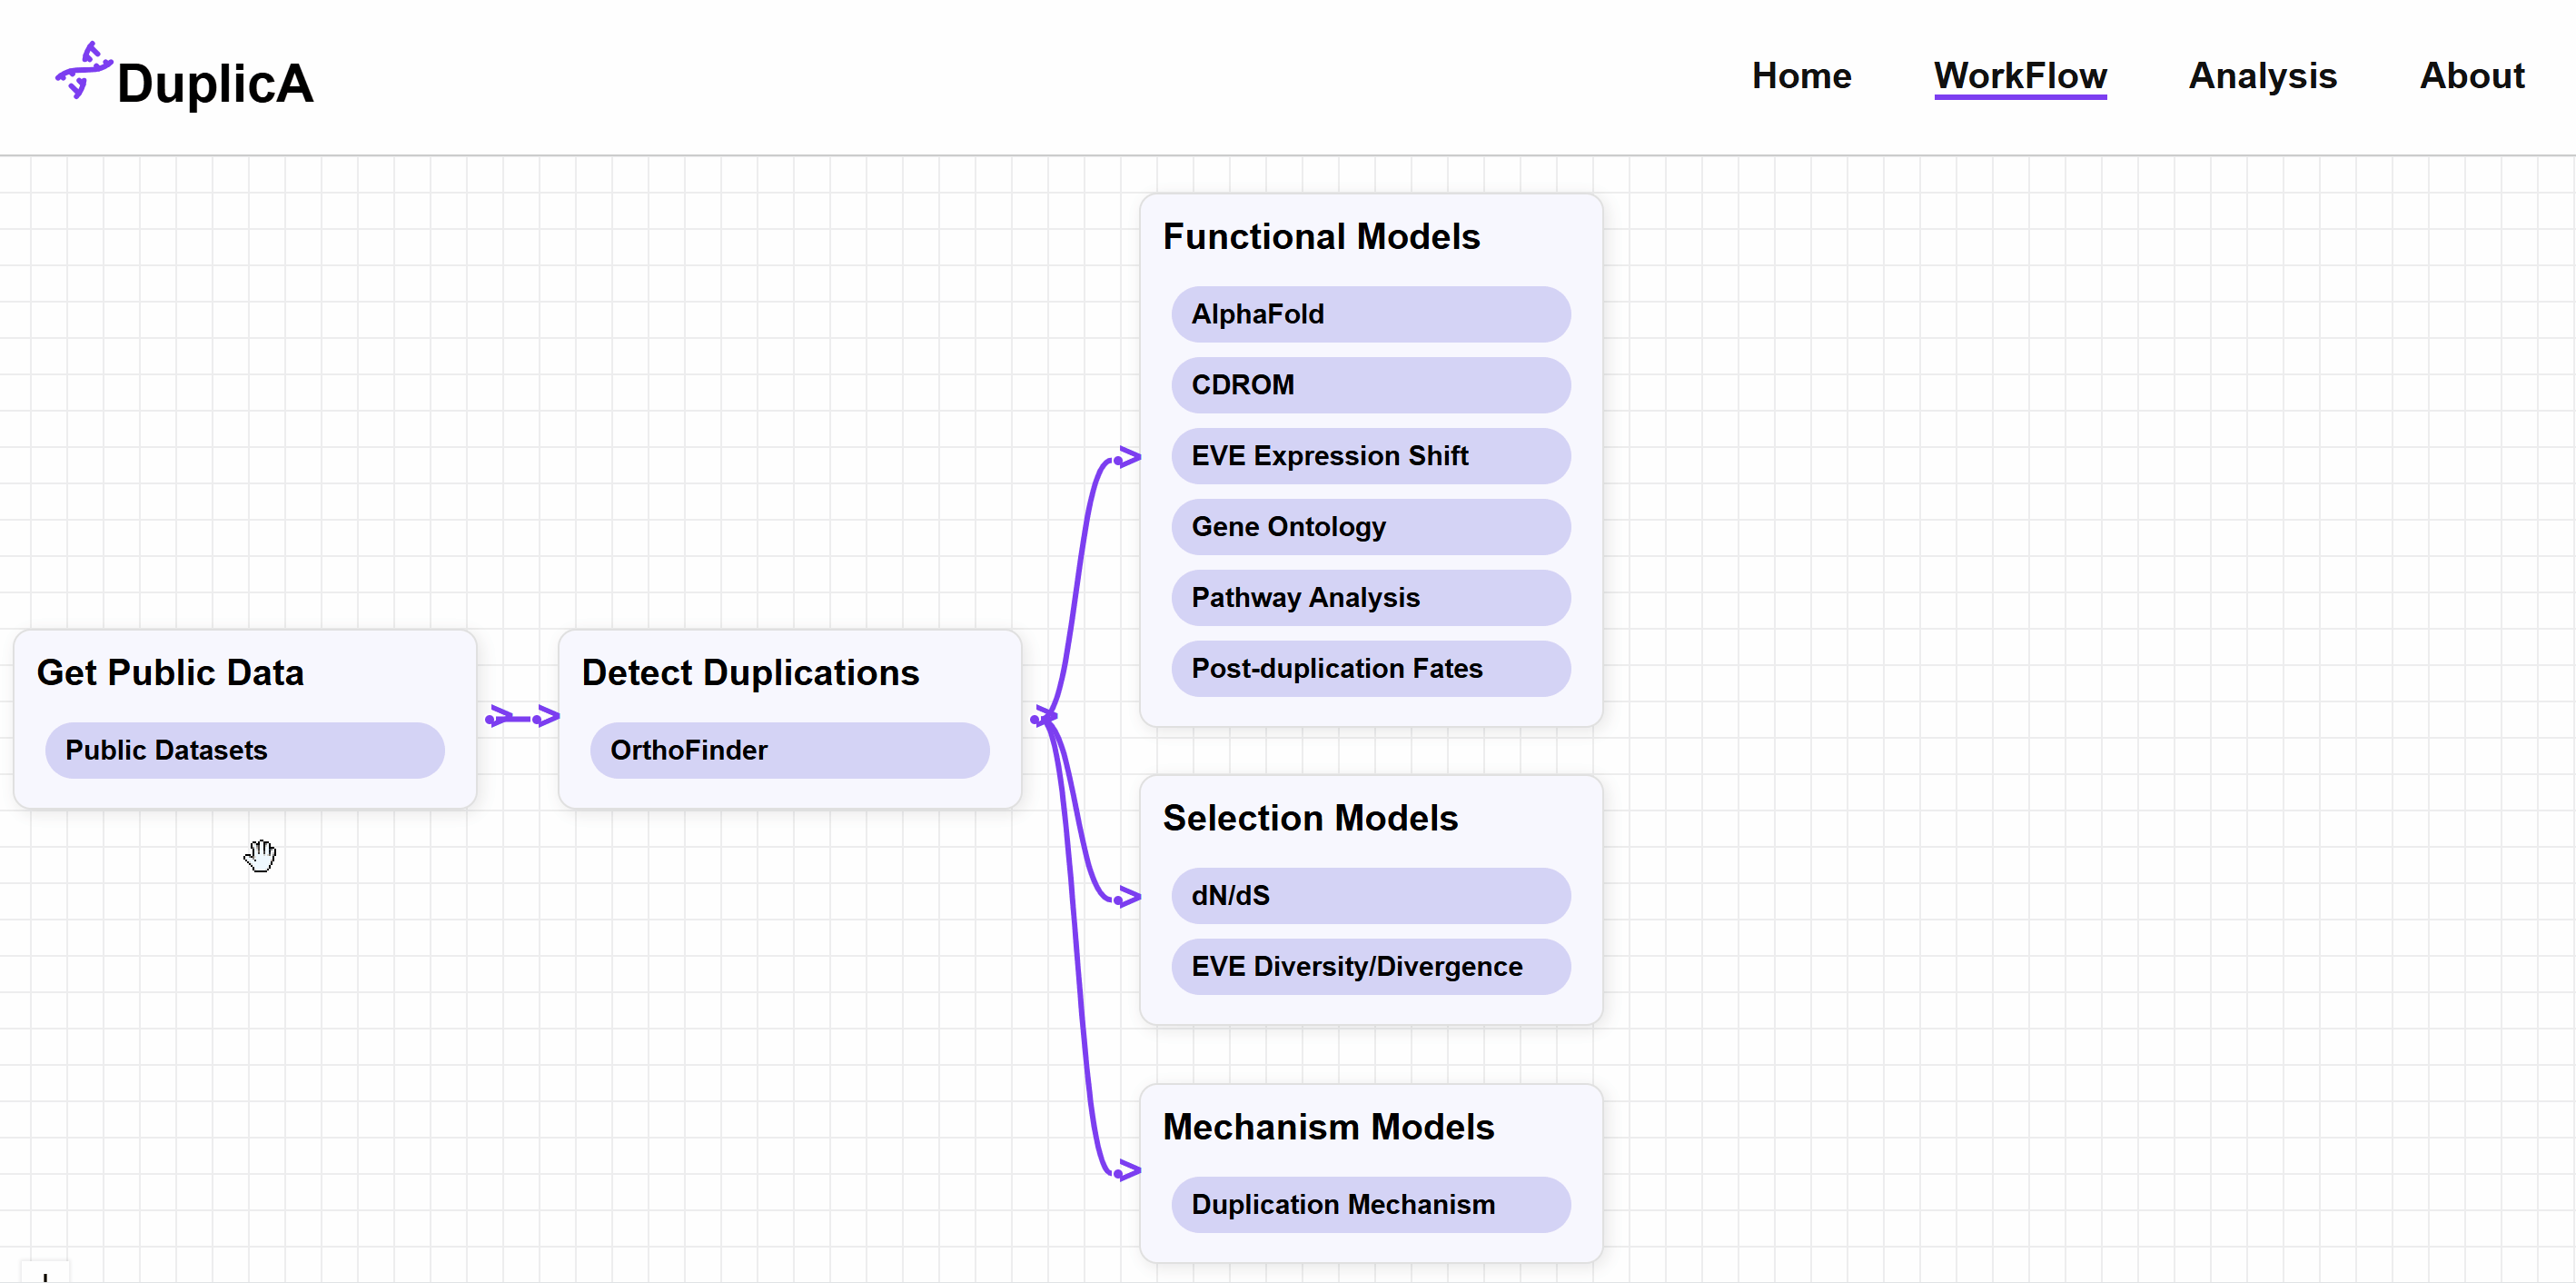 DuplicA
Home
WorkFlow
Analysis
About
Get Public Data
Public Datasets
Detect Duplications
OrthoFinder
Functional Models
AlphaFold
CDROM
EVE Expression Shift
Gene Ontology
Pathway Analysis
Post-duplication Fates
Selection Models
dN/dS
EVE Diversity/Divergence
Mechanism Models
Duplication Mechanism